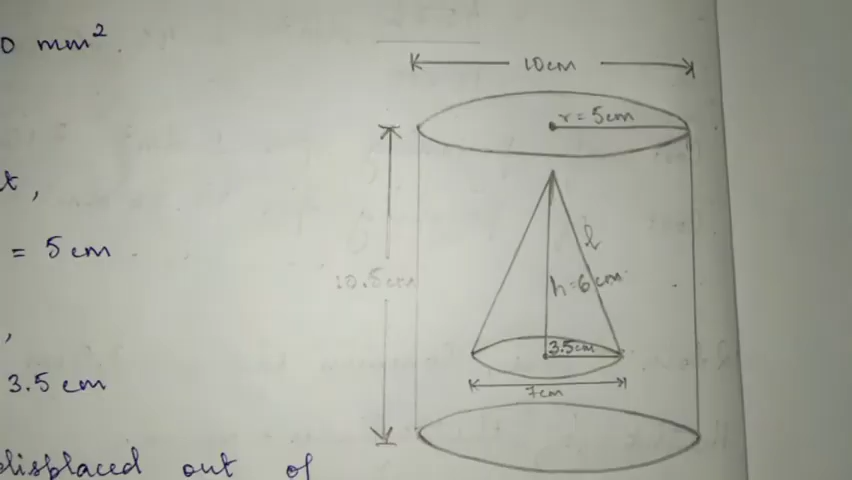 0 mm².
10cm
r = 5cm
t,
= 5 cm
l
10.5cm
h=6cm
,
3.5cm
3.5 cm
7cm
displaced out of